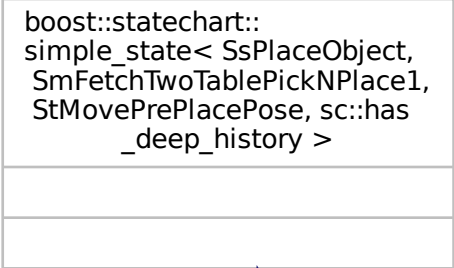 boost::statechart::
simple_state< SsPlaceObject,
SmFetchTwoTablePickNPlace1,
StMovePrePlacePose, sc::has
_deep_history >